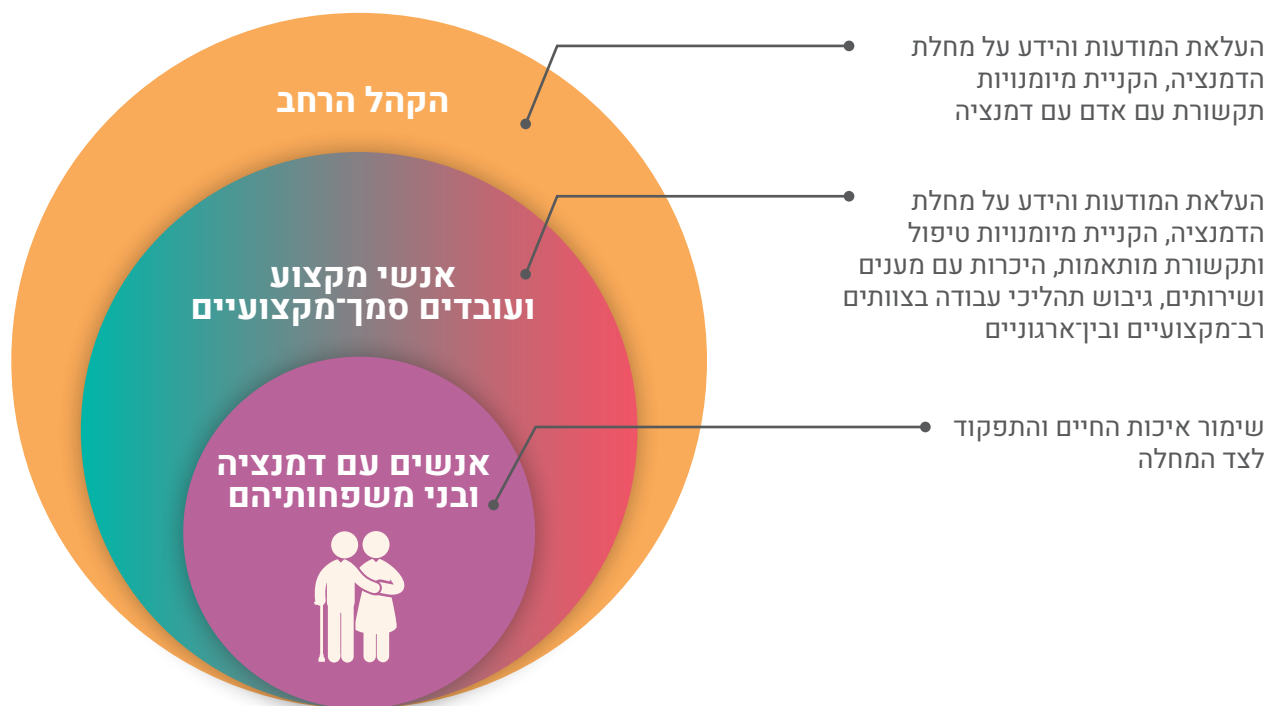 הקהל הרחב
העלאת המודעות והידע על מחלת
הדמנציה, הקניית מיומנויות
תקשורת עם אדם עם דמנציה
אנשי מקצוע
ועובדים סמך־מקצועיים
העלאת המודעות והידע על מחלת
הדמנציה, הקניית מיומנויות טיפול
ותקשורת מותאמות, היכרות עם מענים
ושירותים, גיבוש תהליכי עבודה בצוותים
רב־מקצועיים ובין־ארגוניים
אנשים עם דמנציה
ובני משפחותיהם
שימור איכות החיים והתפקוד
לצד המחלה